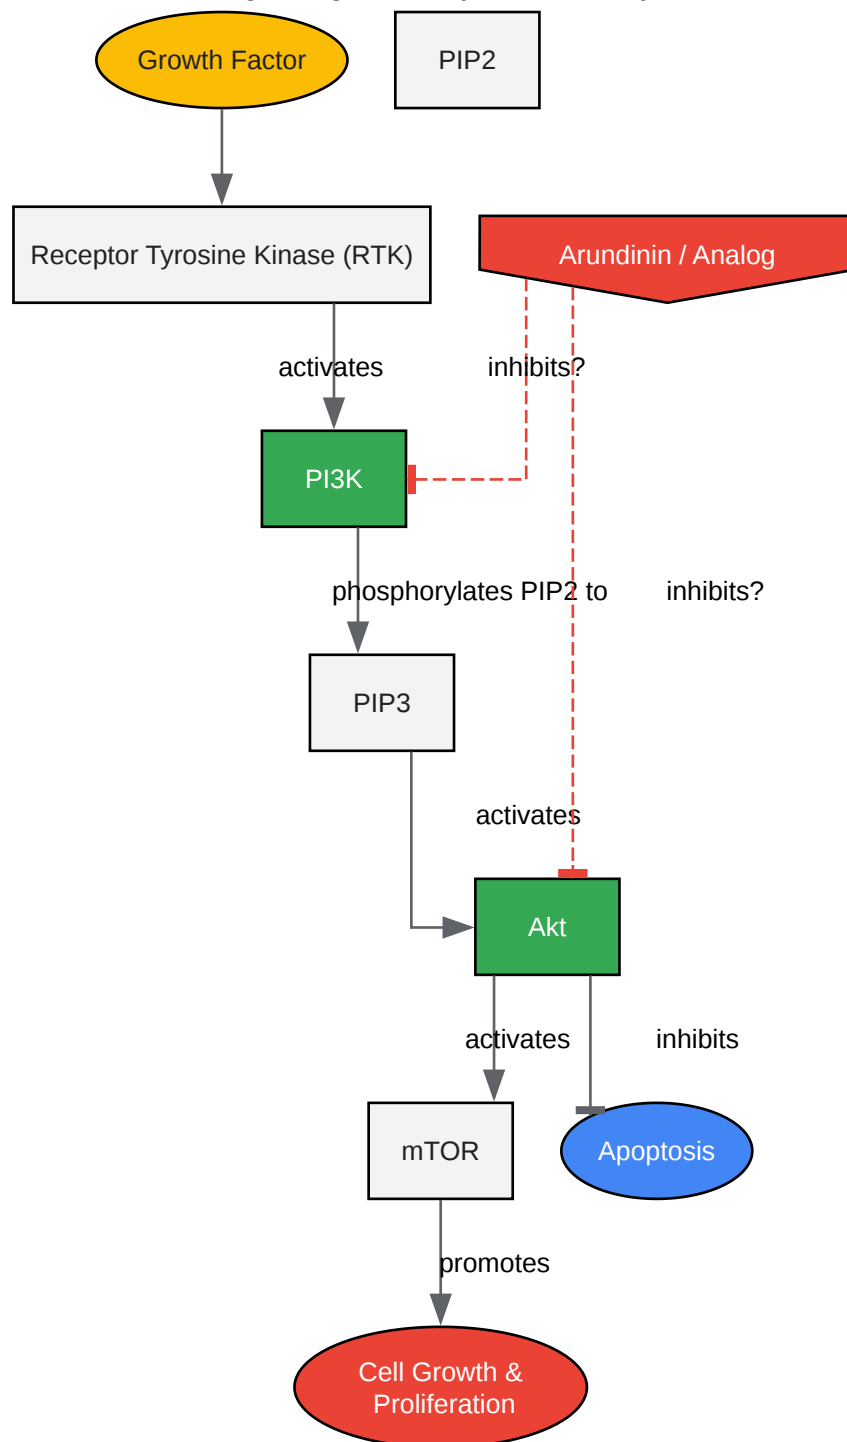 Growth Factor
PIP2
Receptor Tyrosine Kinase (RTK)
Arundinin / Analog
activates
inhibits?
PI3K
phosphorylates PIP2 to
inhibits?
PIP3
activates
Akt
activates
inhibits
mTOR
Apoptosis
promotes
Cell Growth &
Proliferation